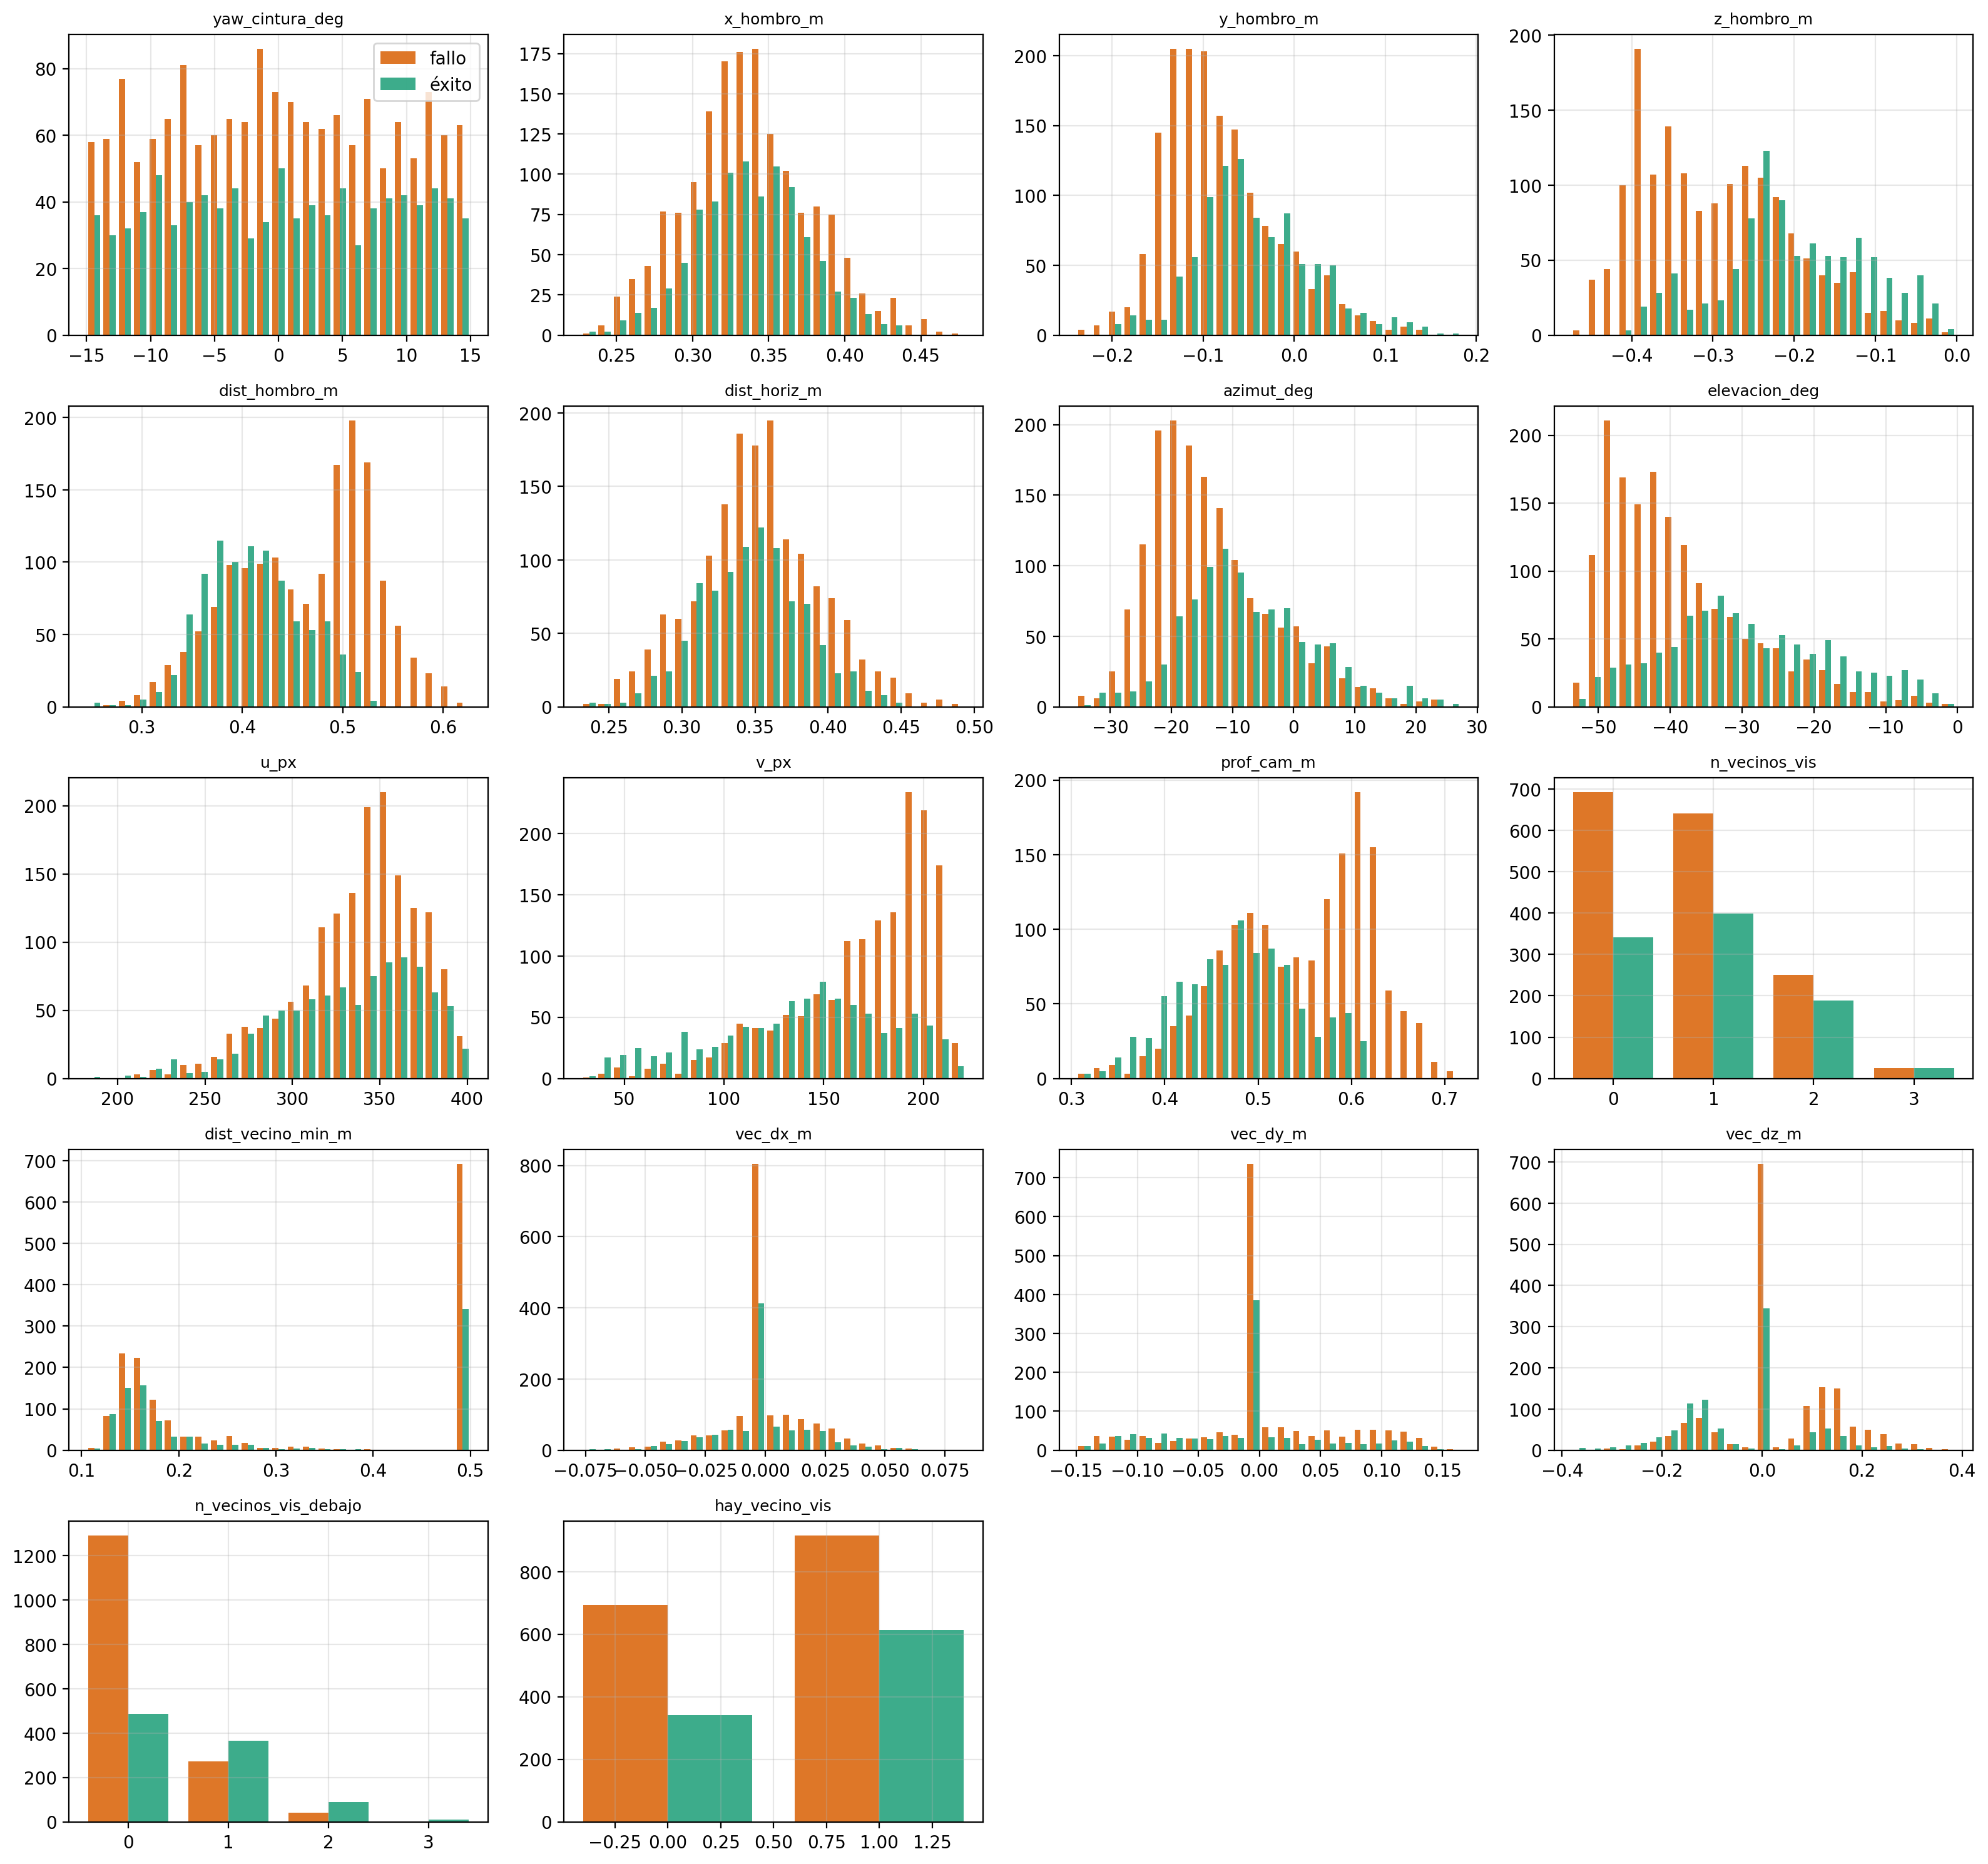 yaw_cintura_deg
fallo
éxito
0 20 40 60 80
−15 −10 −5 0 5 10 15
x_hombro_m
0 25 50 75 100 125 150 175
0.25 0.30 0.35 0.40 0.45
y_hombro_m
0 50 100 150 200
−0.2 −0.1 0.0 0.1 0.2
z_hombro_m
0 50 100 150 200
−0.4 −0.3 −0.2 −0.1 0.0
dist_hombro_m
0 50 100 150 200
0.3 0.4 0.5 0.6
dist_horiz_m
0 50 100 150 200
0.25 0.30 0.35 0.40 0.45 0.50
azimut_deg
0 50 100 150 200
−30 −20 −10 0 10 20 30
elevacion_deg
0 50 100 150 200
−50 −40 −30 −20 −10 0
u_px
0 50 100 150 200
200 250 300 350 400
v_px
0 50 100 150 200
50 100 150 200
prof_cam_m
0 50 100 150 200
0.3 0.4 0.5 0.6 0.7
n_vecinos_vis
0 100 200 300 400 500 600 700
0 1 2 3
dist_vecino_min_m
0 100 200 300 400 500 600 700
0.1 0.2 0.3 0.4 0.5
vec_dx_m
0 200 400 600 800
−0.075 −0.050 −0.025 0.000 0.025 0.050 0.075
vec_dy_m
0 100 200 300 400 500 600 700
−0.15 −0.10 −0.05 0.00 0.05 0.10 0.15
vec_dz_m
0 100 200 300 400 500 600 700
−0.4 −0.2 0.0 0.2 0.4
n_vecinos_vis_debajo
0 200 400 600 800 1000 1200
0 1 2 3
hay_vecino_vis
0 200 400 600 800
−0.25 0.00 0.25 0.50 0.75 1.00 1.25